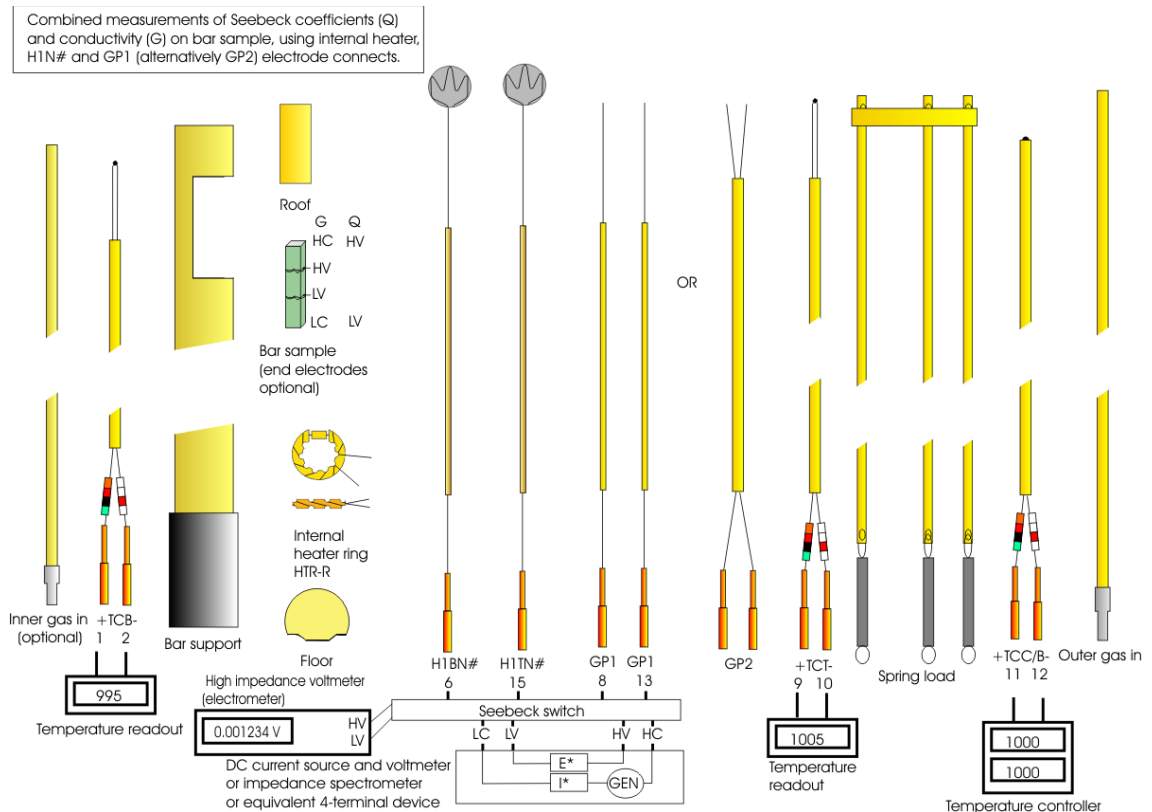 Combined measurements of Seebeck coefficients (Q)
and conductivity (G) on bar sample, using internal heater,
H1N# and GP1 (alternatively GP2) electrode connects.
Roof
G Q
HC HV
HV
LV
LC LV
Bar sample
(end electrodes
optional)
OR
Internal
heater ring
HTR-R
Inner gas in
(optional)
+TCB-
1 2
Bar support
Floor
H1BN#
6
H1TN#
15
GP1
8
GP1
13
GP2
+TCT-
9 10
Spring load
+TCC/B-
11 12
Outer gas in
995
Temperature readout
High impedance voltmeter
(electrometer)
0.001234 V
HV
LV
Seebeck switch
LC LV HV HC
E*
I*
GEN
DC current source and voltmeter
or impedance spectrometer
or equivalent 4-terminal device
1005
Temperature
readout
1000
1000
Temperature controller